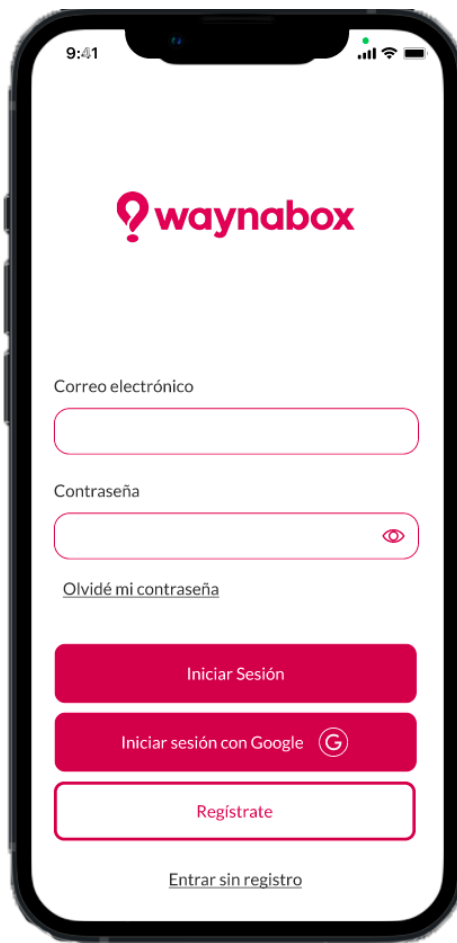 9:41
waynabox
Correo electrónico
Contraseña
Olvidé mi contraseña
Iniciar Sesión
Iniciar sesión con Google G
Regístrate
Entrar sin registro